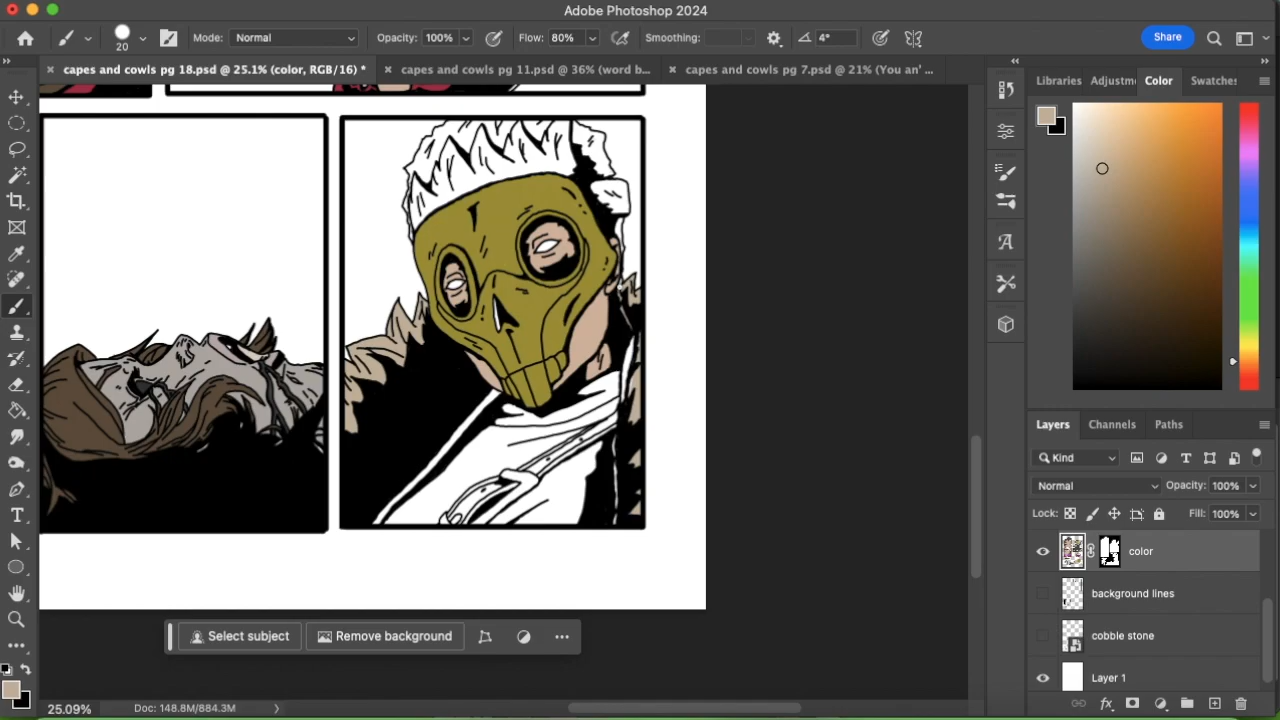 Adobe Photoshop 2024
20
Mode: Normal
Opacity: 100%
Flow: 80%
Smoothing:
4°
Share
capes and cowls pg 18.psd @ 25.1% (color, RGB/16) *
capes and cowls pg 11.psd @ 36% (word b...
capes and cowls pg 7.psd @ 21% (You an' ...
Libraries
Adjustm
Color
Swatches
Layers
Channels
Paths
Kind
Normal
Opacity: 100%
Lock:
Fill: 100%
color
background lines
cobble stone
Layer 1
Select subject
Remove background
25.09%
Doc: 148.8M/884.3M